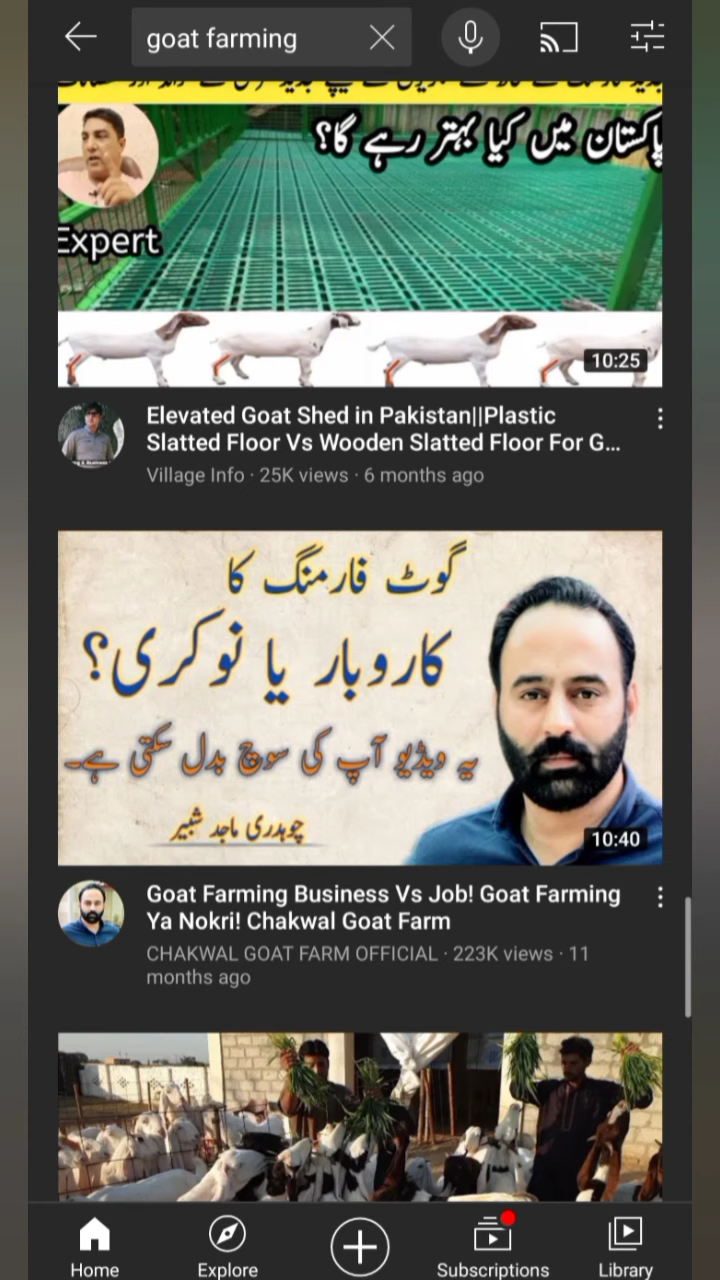 goat farming
پاکستان میں کیا بہتر رہے گا؟
Expert
10:25
Elevated Goat Shed in Pakistan||Plastic
Slatted Floor Vs Wooden Slatted Floor For G...
Village Info · 25K views · 6 months ago
گوٹ فارمنگ کا
کاروبار یا نوکری؟
یہ ویڈیو آپ کی سوچ بدل سکتی ہے۔
چوہدری ماجد شبیر
10:40
Goat Farming Business Vs Job! Goat Farming
Ya Nokri! Chakwal Goat Farm
CHAKWAL GOAT FARM OFFICIAL · 223K views · 11
months ago
Home Explore Subscriptions Library